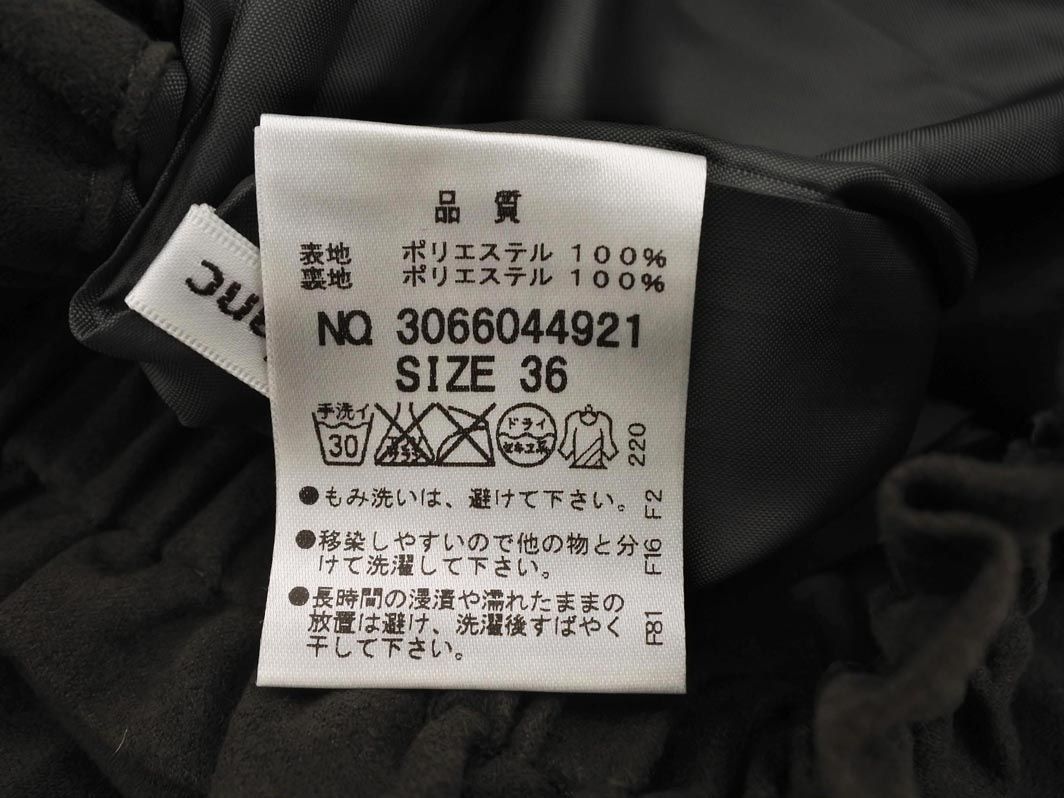 品質
表地 ポリエステル 100%
裏地 ポリエステル 100%
NO. 3066044921
SIZE 36
手洗イ
30
ドライ
セキユ系
220
●もみ洗いは、避けて下さい。
F2
●移染しやすいので他の物と分
けて洗濯して下さい。
F16
●長時間の浸漬や濡れたままの
放置は避け、洗濯後すばやく
干して下さい。
F81